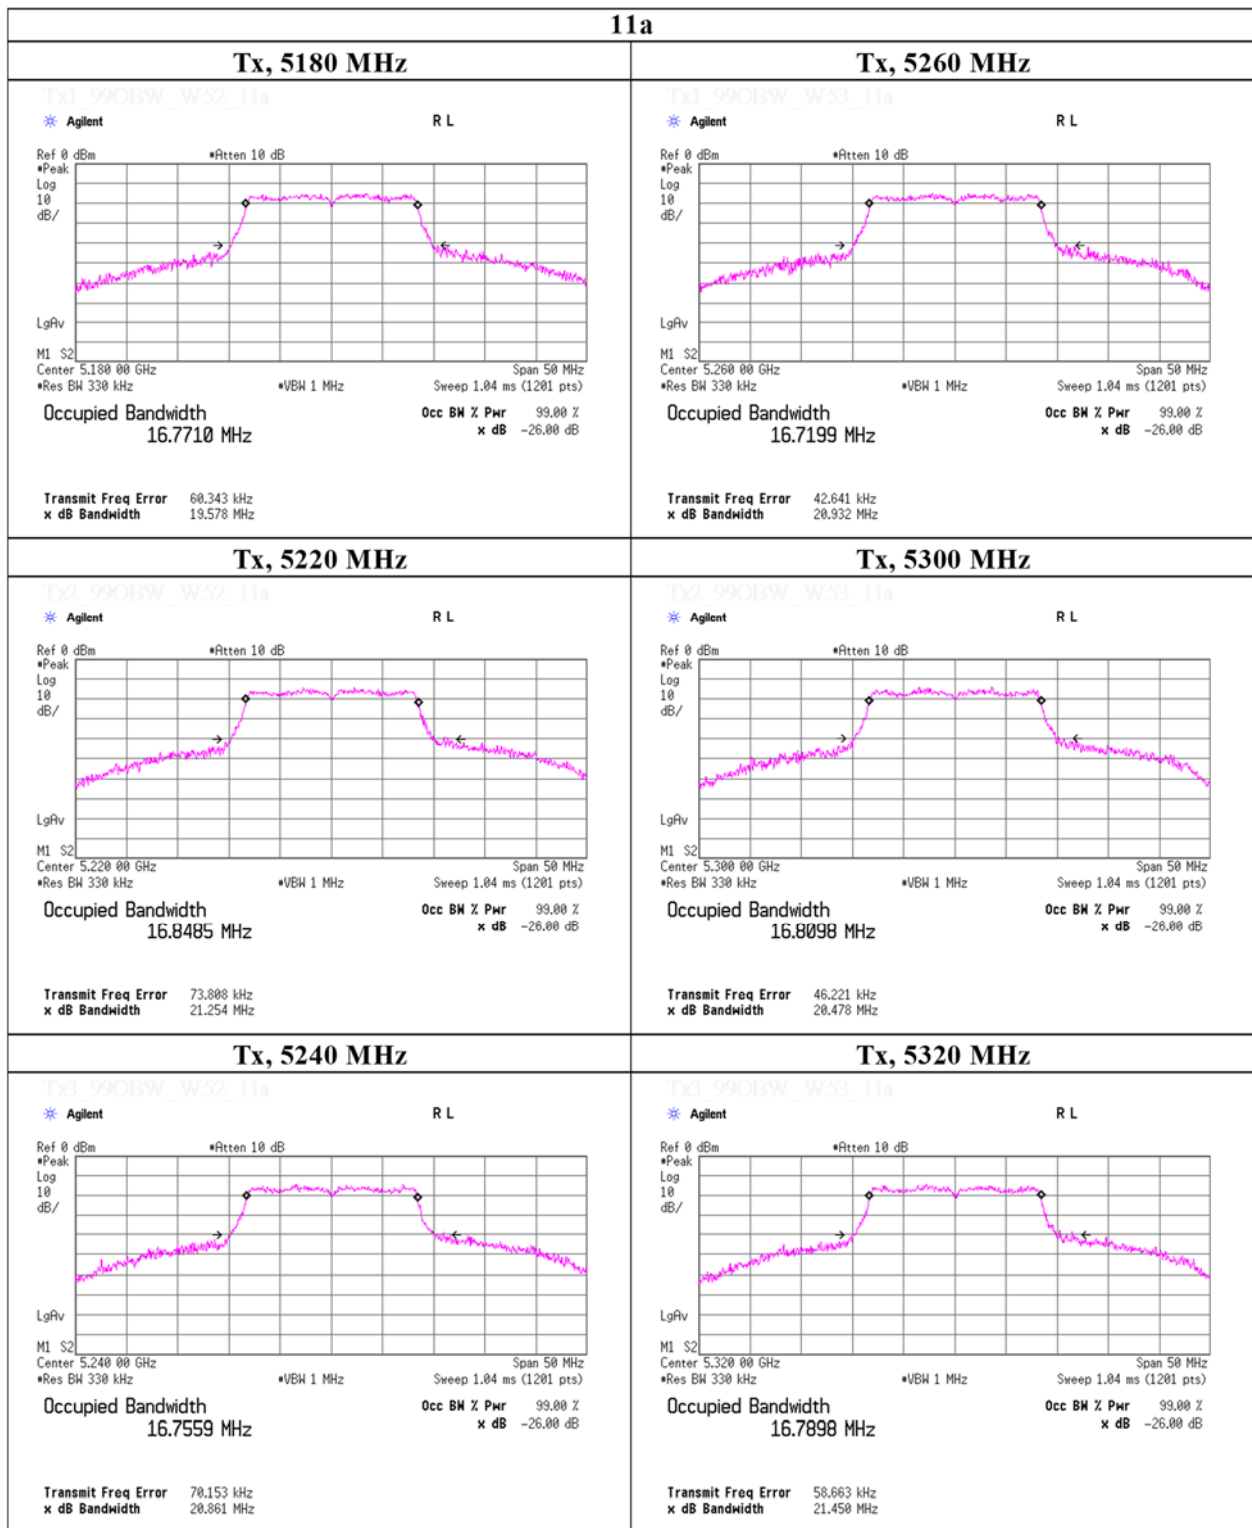 11a
Tx, 5180 MHz
Tx1_99OBW_W52_11a
Agilent R L
Ref 0 dBm #Atten 10 dB
#Peak
Log
10
dB/
LgAv
M1 S2
Center 5.180 00 GHz Span 50 MHz
#Res BW 330 kHz #VBW 1 MHz Sweep 1.04 ms (1201 pts)
Occupied Bandwidth Occ BW % Pwr 99.00 %
16.7710 MHz x dB -26.00 dB
Transmit Freq Error 60.343 kHz
x dB Bandwidth 19.578 MHz
Tx, 5260 MHz
Tx1_99OBW_W53_11a
Agilent R L
Ref 0 dBm #Atten 10 dB
#Peak
Log
10
dB/
LgAv
M1 S2
Center 5.260 00 GHz Span 50 MHz
#Res BW 330 kHz #VBW 1 MHz Sweep 1.04 ms (1201 pts)
Occupied Bandwidth Occ BW % Pwr 99.00 %
16.7199 MHz x dB -26.00 dB
Transmit Freq Error 42.641 kHz
x dB Bandwidth 20.932 MHz
Tx, 5220 MHz
Tx2_99OBW_W52_11a
Agilent R L
Ref 0 dBm #Atten 10 dB
#Peak
Log
10
dB/
LgAv
M1 S2
Center 5.220 00 GHz Span 50 MHz
#Res BW 330 kHz #VBW 1 MHz Sweep 1.04 ms (1201 pts)
Occupied Bandwidth Occ BW % Pwr 99.00 %
16.8485 MHz x dB -26.00 dB
Transmit Freq Error 73.808 kHz
x dB Bandwidth 21.254 MHz
Tx, 5300 MHz
Tx2_99OBW_W53_11a
Agilent R L
Ref 0 dBm #Atten 10 dB
#Peak
Log
10
dB/
LgAv
M1 S2
Center 5.300 00 GHz Span 50 MHz
#Res BW 330 kHz #VBW 1 MHz Sweep 1.04 ms (1201 pts)
Occupied Bandwidth Occ BW % Pwr 99.00 %
16.8098 MHz x dB -26.00 dB
Transmit Freq Error 46.221 kHz
x dB Bandwidth 20.478 MHz
Tx, 5240 MHz
Tx3_99OBW_W52_11a
Agilent R L
Ref 0 dBm #Atten 10 dB
#Peak
Log
10
dB/
LgAv
M1 S2
Center 5.240 00 GHz Span 50 MHz
#Res BW 330 kHz #VBW 1 MHz Sweep 1.04 ms (1201 pts)
Occupied Bandwidth Occ BW % Pwr 99.00 %
16.7559 MHz x dB -26.00 dB
Transmit Freq Error 70.153 kHz
x dB Bandwidth 20.861 MHz
Tx, 5320 MHz
Tx3_99OBW_W53_11a
Agilent R L
Ref 0 dBm #Atten 10 dB
#Peak
Log
10
dB/
LgAv
M1 S2
Center 5.320 00 GHz Span 50 MHz
#Res BW 330 kHz #VBW 1 MHz Sweep 1.04 ms (1201 pts)
Occupied Bandwidth Occ BW % Pwr 99.00 %
16.7898 MHz x dB -26.00 dB
Transmit Freq Error 58.663 kHz
x dB Bandwidth 21.450 MHz